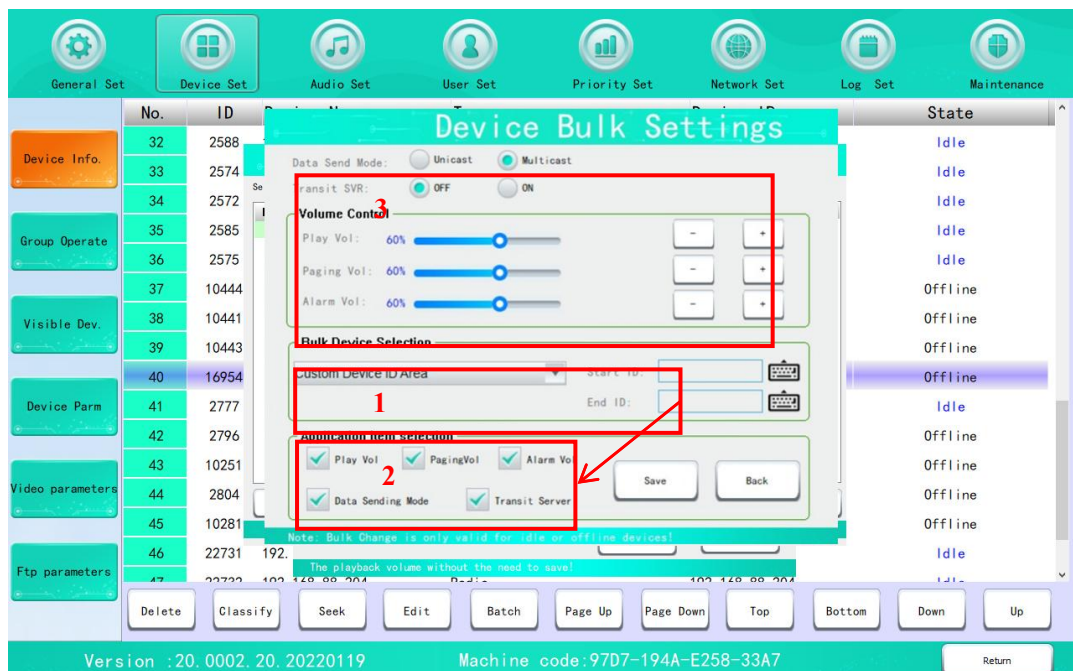 General Set Device Set Audio Set User Set Priority Set Network Set Log Set Maintenance
No. ID State
Device Bulk Settings
32 2588 Idle
Device Info.
Data Send Mode: Unicast Multicast
33 2574 Idle
Transit SVR: OFF ON
34 2572 Idle
3
Volume Control
35 2585 Idle
Group Operate
Play Vol: 60% - +
36 2575 Idle
Paging Vol: 60% - +
37 10444 Offline
Alarm Vol: 60% - +
38 10441 Offline
Visible Dev.
39 10443 Offline
Bulk Device Selection
40 16954 Offline
Custom Device ID Area Start ID:
Device Parm
41 2777 Idle
1
End ID:
42 2796 Offline
Application item selection
Play Vol PagingVol Alarm Vol
43 10251 Offline
2
Save Back
Video parameters
44 2804 Offline
Data Sending Mode Transit Server
45 10281 Offline
Note: Bulk Change is only valid for idle or offline devices!
46 22731 192. Idle
Ftp parameters
The playback volume without the need to save!
Delete Classify Seek Edit Batch Page Up Page Down Top Bottom Down Up
Version :20.0002.20.20220119 Machine code:97D7-194A-E258-33A7 Return